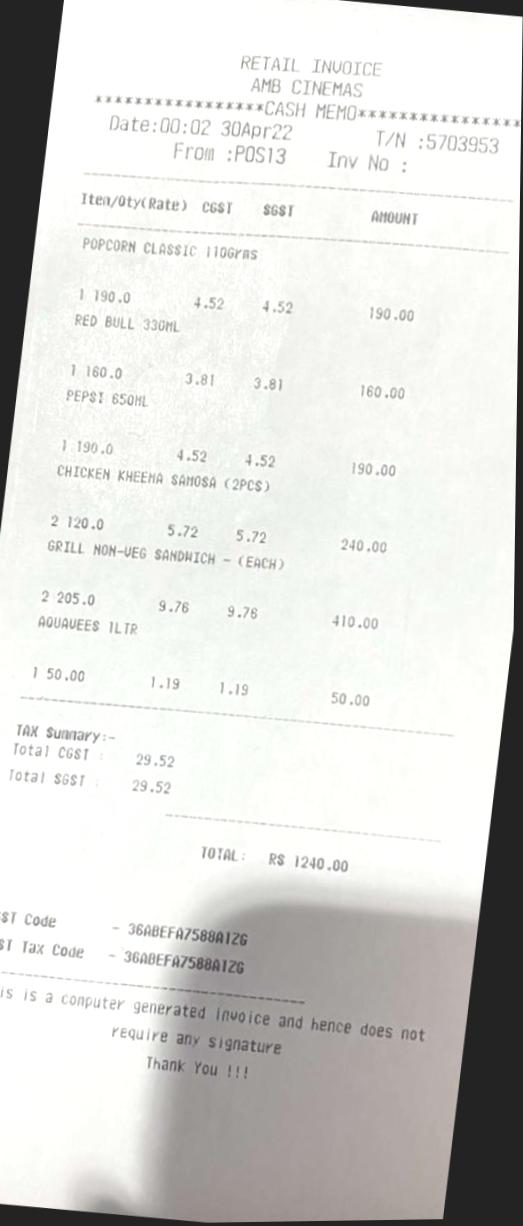 RETAIL INVOICE
AMB CINEMAS
*****************CASH MEMO*****************
Date:00:02 30Apr22 T/N :5703953
From :POS13 Inv No :
Item/Qty(Rate) CGST SGST AMOUNT
POPCORN CLASSIC 110Grms
1 190.0 4.52 4.52 190.00
RED BULL 330ML
1 160.0 3.81 3.81 160.00
PEPSI 650ML
1 190.0 4.52 4.52 190.00
CHICKEN KHEEMA SAMOSA (2PCS)
2 120.0 5.72 5.72 240.00
GRILL NON-VEG SANDWICH - (EACH)
2 205.0 9.76 9.76 410.00
AQUAVEES 1LTR
1 50.00 1.19 1.19 50.00
TAX Summary:-
Total CGST : 29.52
Total SGST : 29.52
TOTAL: RS 1240.00
ST Code - 36ABEFA7588A1ZG
ST Tax Code - 36ABEFA7588A1ZG
is is a computer generated invoice and hence does not
require any signature
Thank You !!!